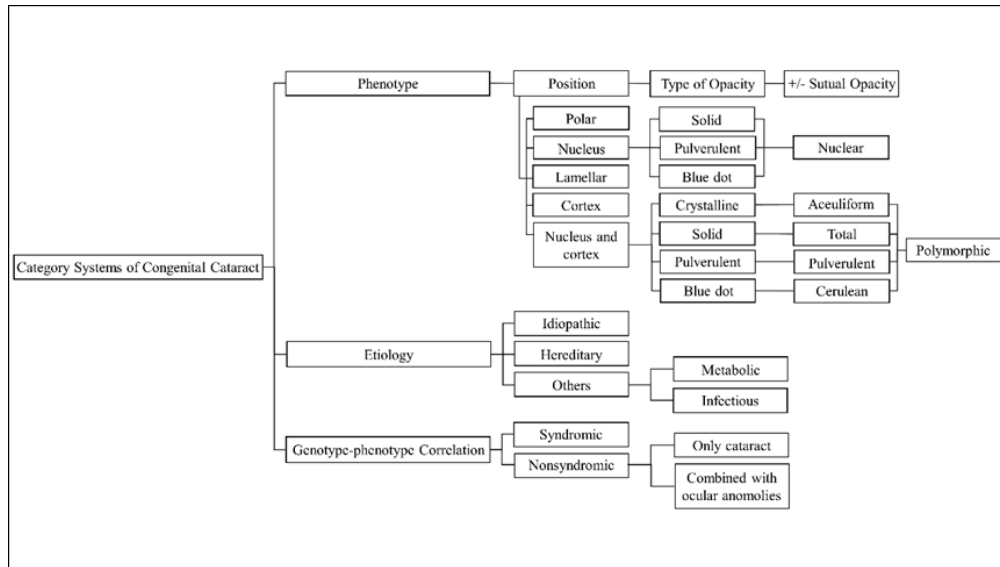 Phenotype
Position
Type of Opacity
+/- Sutual Opacity
Polar
Solid
Nucleus
Pulverulent
Nuclear
Lamellar
Blue dot
Cortex
Crystalline
Aceuliform
Nucleus and
cortex
Solid
Total
Polymorphic
Pulverulent
Pulverulent
Category Systems of Congenital Cataract
Blue dot
Cerulean
Idiopathic
Etiology
Hereditary
Metabolic
Others
Infectious
Syndromic
Only cataract
Genotype-phenotype Correlation
Nonsyndromic
Combined with
ocular anomolies